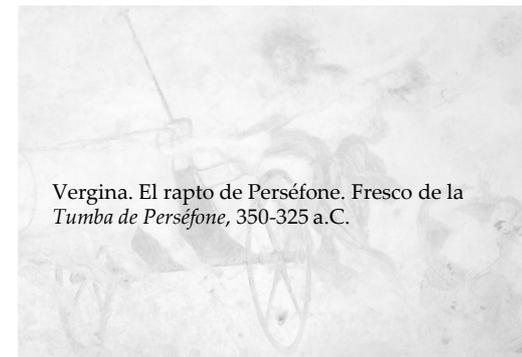 Vergina. El rapto de Perséfone. Fresco de la
Tumba de Perséfone, 350-325 a.C.